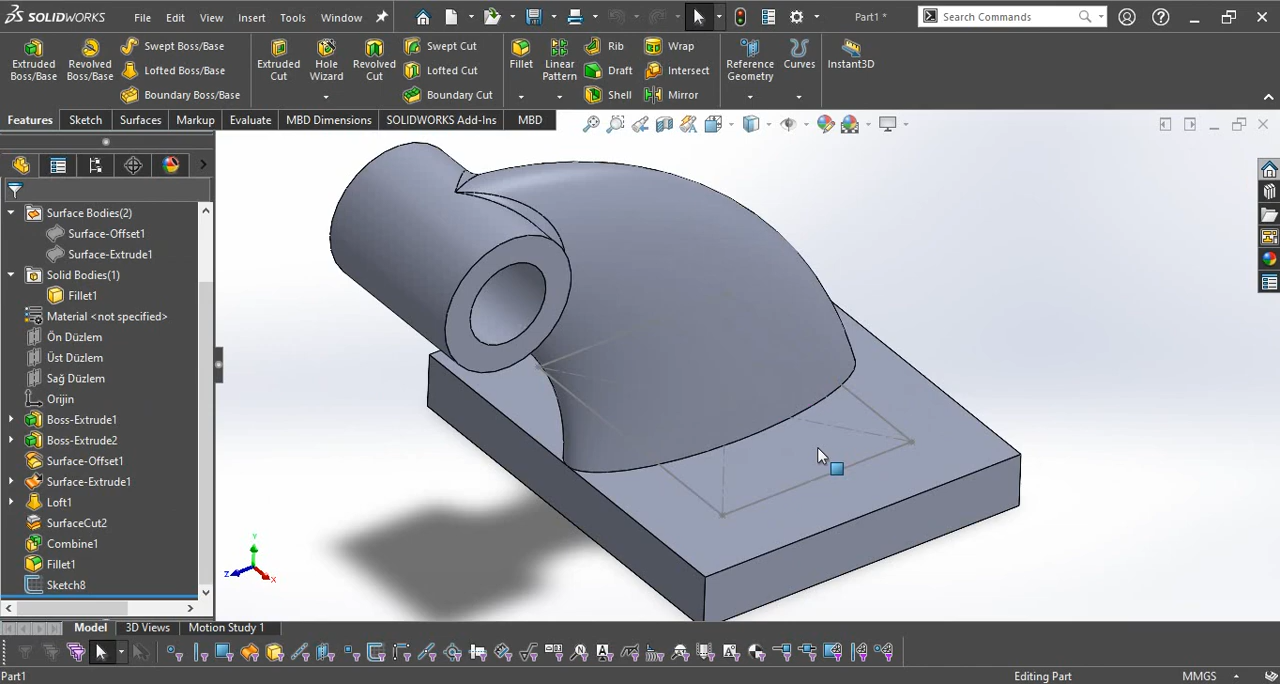 SOLIDWORKS File Edit View Insert Tools Window Part1 * Search Commands
Extruded Boss/Base
Revolved Boss/Base
Swept Boss/Base
Lofted Boss/Base
Boundary Boss/Base
Extruded Cut
Hole Wizard
Revolved Cut
Swept Cut
Lofted Cut
Boundary Cut
Fillet
Linear Pattern
Rib
Draft
Shell
Wrap
Intersect
Mirror
Reference Geometry
Curves
Instant3D
Features Sketch Surfaces Markup Evaluate MBD Dimensions SOLIDWORKS Add-Ins MBD
Surface Bodies(2)
Surface-Offset1
Surface-Extrude1
Solid Bodies(1)
Fillet1
Material <not specified>
Ön Düzlem
Üst Düzlem
Sağ Düzlem
Orijin
Boss-Extrude1
Boss-Extrude2
Surface-Offset1
Surface-Extrude1
Loft1
SurfaceCut2
Combine1
Fillet1
Sketch8
Y
Z
X
Model 3D Views Motion Study 1
Part1 Editing Part MMGS